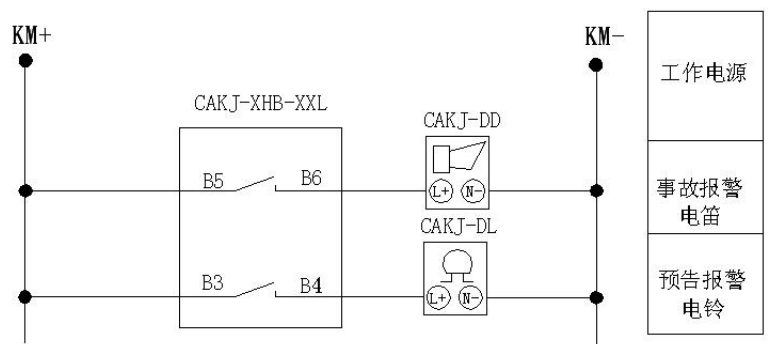 KM+
KM-
工作电源
CAKJ-XHB-XXL
CAKJ-DD
B5
B6
L+
N-
事故报警
电笛
CAKJ-DL
B3
B4
L+
N-
预告报警
电铃